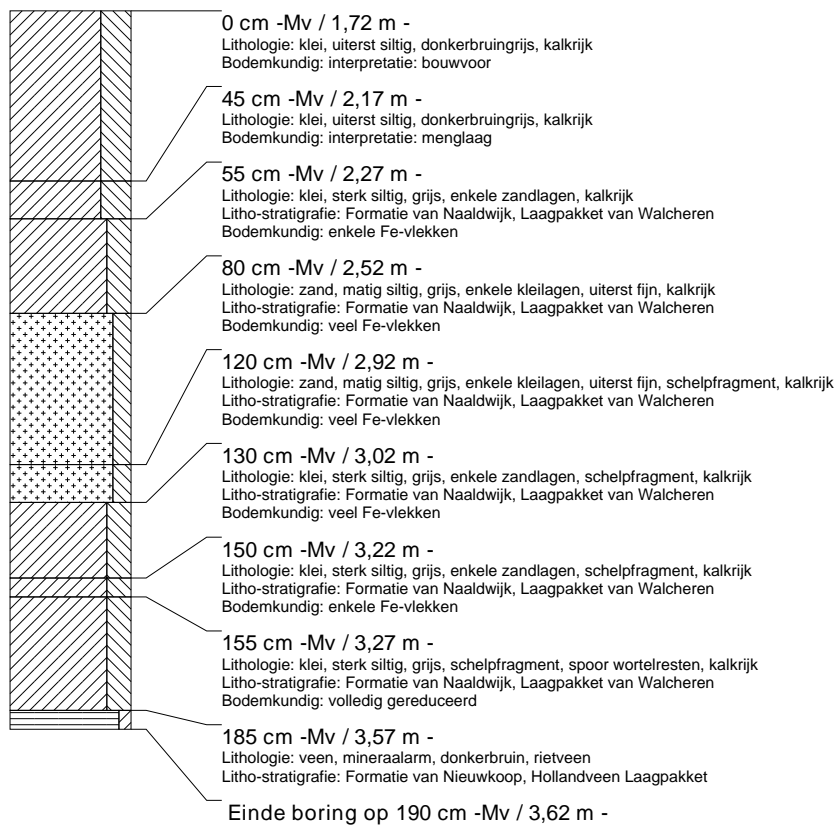 0 cm -Mv / 1,72 m -
Lithologie: klei, uiterst siltig, donkerbruingrijs, kalkrijk
Bodemkundig: interpretatie: bouwvoor
45 cm -Mv / 2,17 m -
Lithologie: klei, uiterst siltig, donkerbruingrijs, kalkrijk
Bodemkundig: interpretatie: menglaag
55 cm -Mv / 2,27 m -
Lithologie: klei, sterk siltig, grijs, enkele zandlagen, kalkrijk
Litho-stratigrafie: Formatie van Naaldwijk, Laagpakket van Walcheren
Bodemkundig: enkele Fe-vlekken
80 cm -Mv / 2,52 m -
Lithologie: zand, matig siltig, grijs, enkele kleilagen, uiterst fijn, kalkrijk
Litho-stratigrafie: Formatie van Naaldwijk, Laagpakket van Walcheren
Bodemkundig: veel Fe-vlekken
120 cm -Mv / 2,92 m -
Lithologie: zand, matig siltig, grijs, enkele kleilagen, uiterst fijn, schelpfragment, kalkrijk
Litho-stratigrafie: Formatie van Naaldwijk, Laagpakket van Walcheren
Bodemkundig: veel Fe-vlekken
130 cm -Mv / 3,02 m -
Lithologie: klei, sterk siltig, grijs, enkele zandlagen, schelpfragment, kalkrijk
Litho-stratigrafie: Formatie van Naaldwijk, Laagpakket van Walcheren
Bodemkundig: veel Fe-vlekken
150 cm -Mv / 3,22 m -
Lithologie: klei, sterk siltig, grijs, enkele zandlagen, schelpfragment, kalkrijk
Litho-stratigrafie: Formatie van Naaldwijk, Laagpakket van Walcheren
Bodemkundig: enkele Fe-vlekken
155 cm -Mv / 3,27 m -
Lithologie: klei, sterk siltig, grijs, schelpfragment, spoor wortelresten, kalkrijk
Litho-stratigrafie: Formatie van Naaldwijk, Laagpakket van Walcheren
Bodemkundig: volledig gereduceerd
185 cm -Mv / 3,57 m -
Lithologie: veen, mineraalarm, donkerbruin, rietveen
Litho-stratigrafie: Formatie van Nieuwkoop, Hollandveen Laagpakket
Einde boring op 190 cm -Mv / 3,62 m -